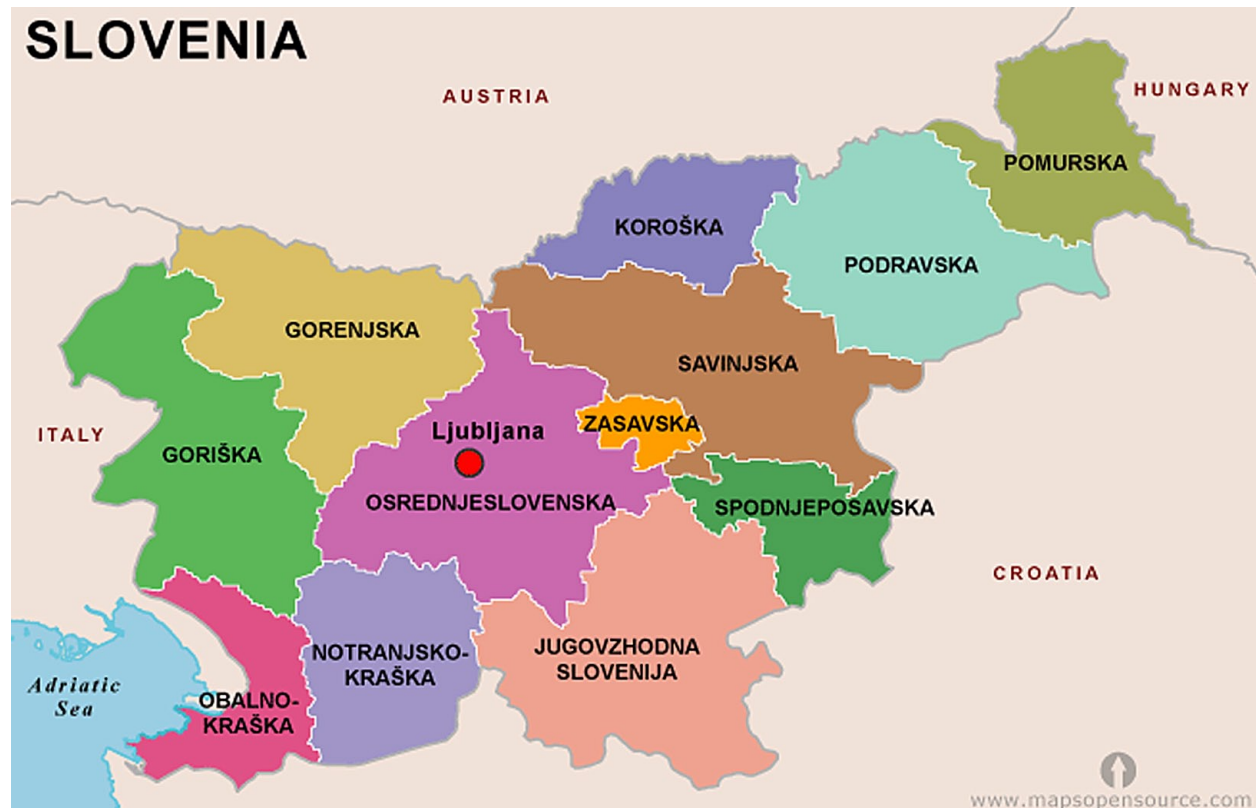 SLOVENIA
AUSTRIA
HUNGARY
POMURSKA
KOROŠKA
PODRAVSKA
GORENJSKA
SAVINJSKA
ZASAVSKA
Ljubljana
ITALY
GORIŠKA
OSREDNJESLOVENSKA
SPODNJEPOSAVSKA
CROATIA
NOTRANJSKO-
KRAŠKA
JUGOVZHODNA
SLOVENIJA
Adriatic
Sea
OBALNO-
KRAŠKA
www.mapsopensource.com